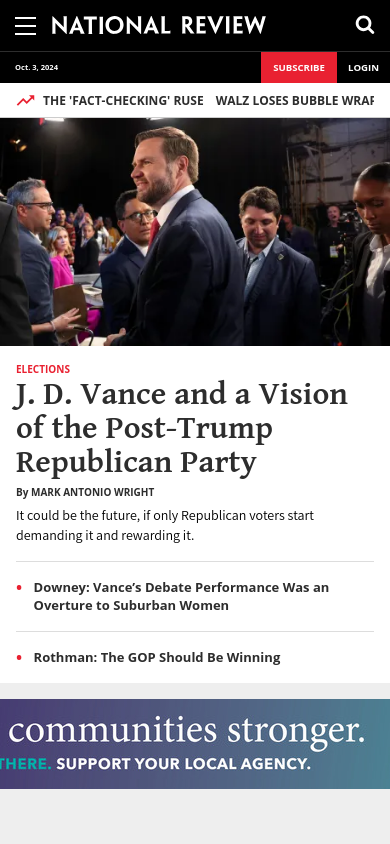 NATIONAL REVIEW
Oct. 3, 2024
SUBSCRIBE
LOGIN
THE 'FACT-CHECKING' RUSE WALZ LOSES BUBBLE WRAP
ELECTIONS
J. D. Vance and a Vision
of the Post-Trump
Republican Party
By MARK ANTONIO WRIGHT
It could be the future, if only Republican voters start
demanding it and rewarding it.
• Downey: Vance's Debate Performance Was an
Overture to Suburban Women
• Rothman: The GOP Should Be Winning
communities stronger.
THERE. SUPPORT YOUR LOCAL AGENCY.